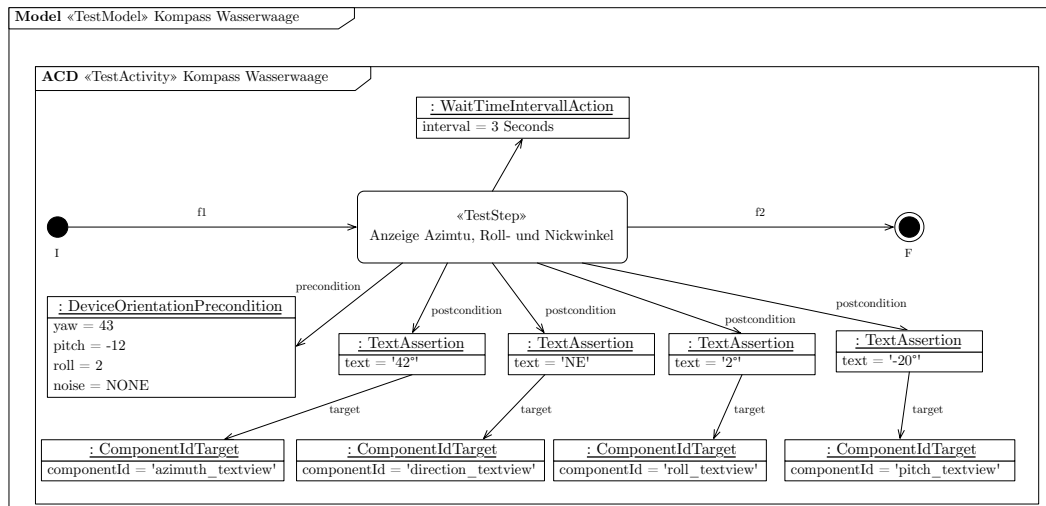 Model «TestModel» Kompass Wasserwaage
ACD «TestActivity» Kompass Wasserwaage
: WaitTimeIntervallAction
interval = 3 Seconds
f1
«TestStep»
Anzeige Azimtu, Roll- und Nickwinkel
f2
I
F
precondition
: DeviceOrientationPrecondition
yaw = 43
pitch = -12
roll = 2
noise = NONE
postcondition
postcondition
postcondition
postcondition
: TextAssertion
text = '42°'
: TextAssertion
text = 'NE'
: TextAssertion
text = '2°'
: TextAssertion
text = '-20°'
target
target
target
target
: ComponentIdTarget
componentId = 'azimuth_textview'
: ComponentIdTarget
componentId = 'direction_textview'
: ComponentIdTarget
componentId = 'roll_textview'
: ComponentIdTarget
componentId = 'pitch_textview'